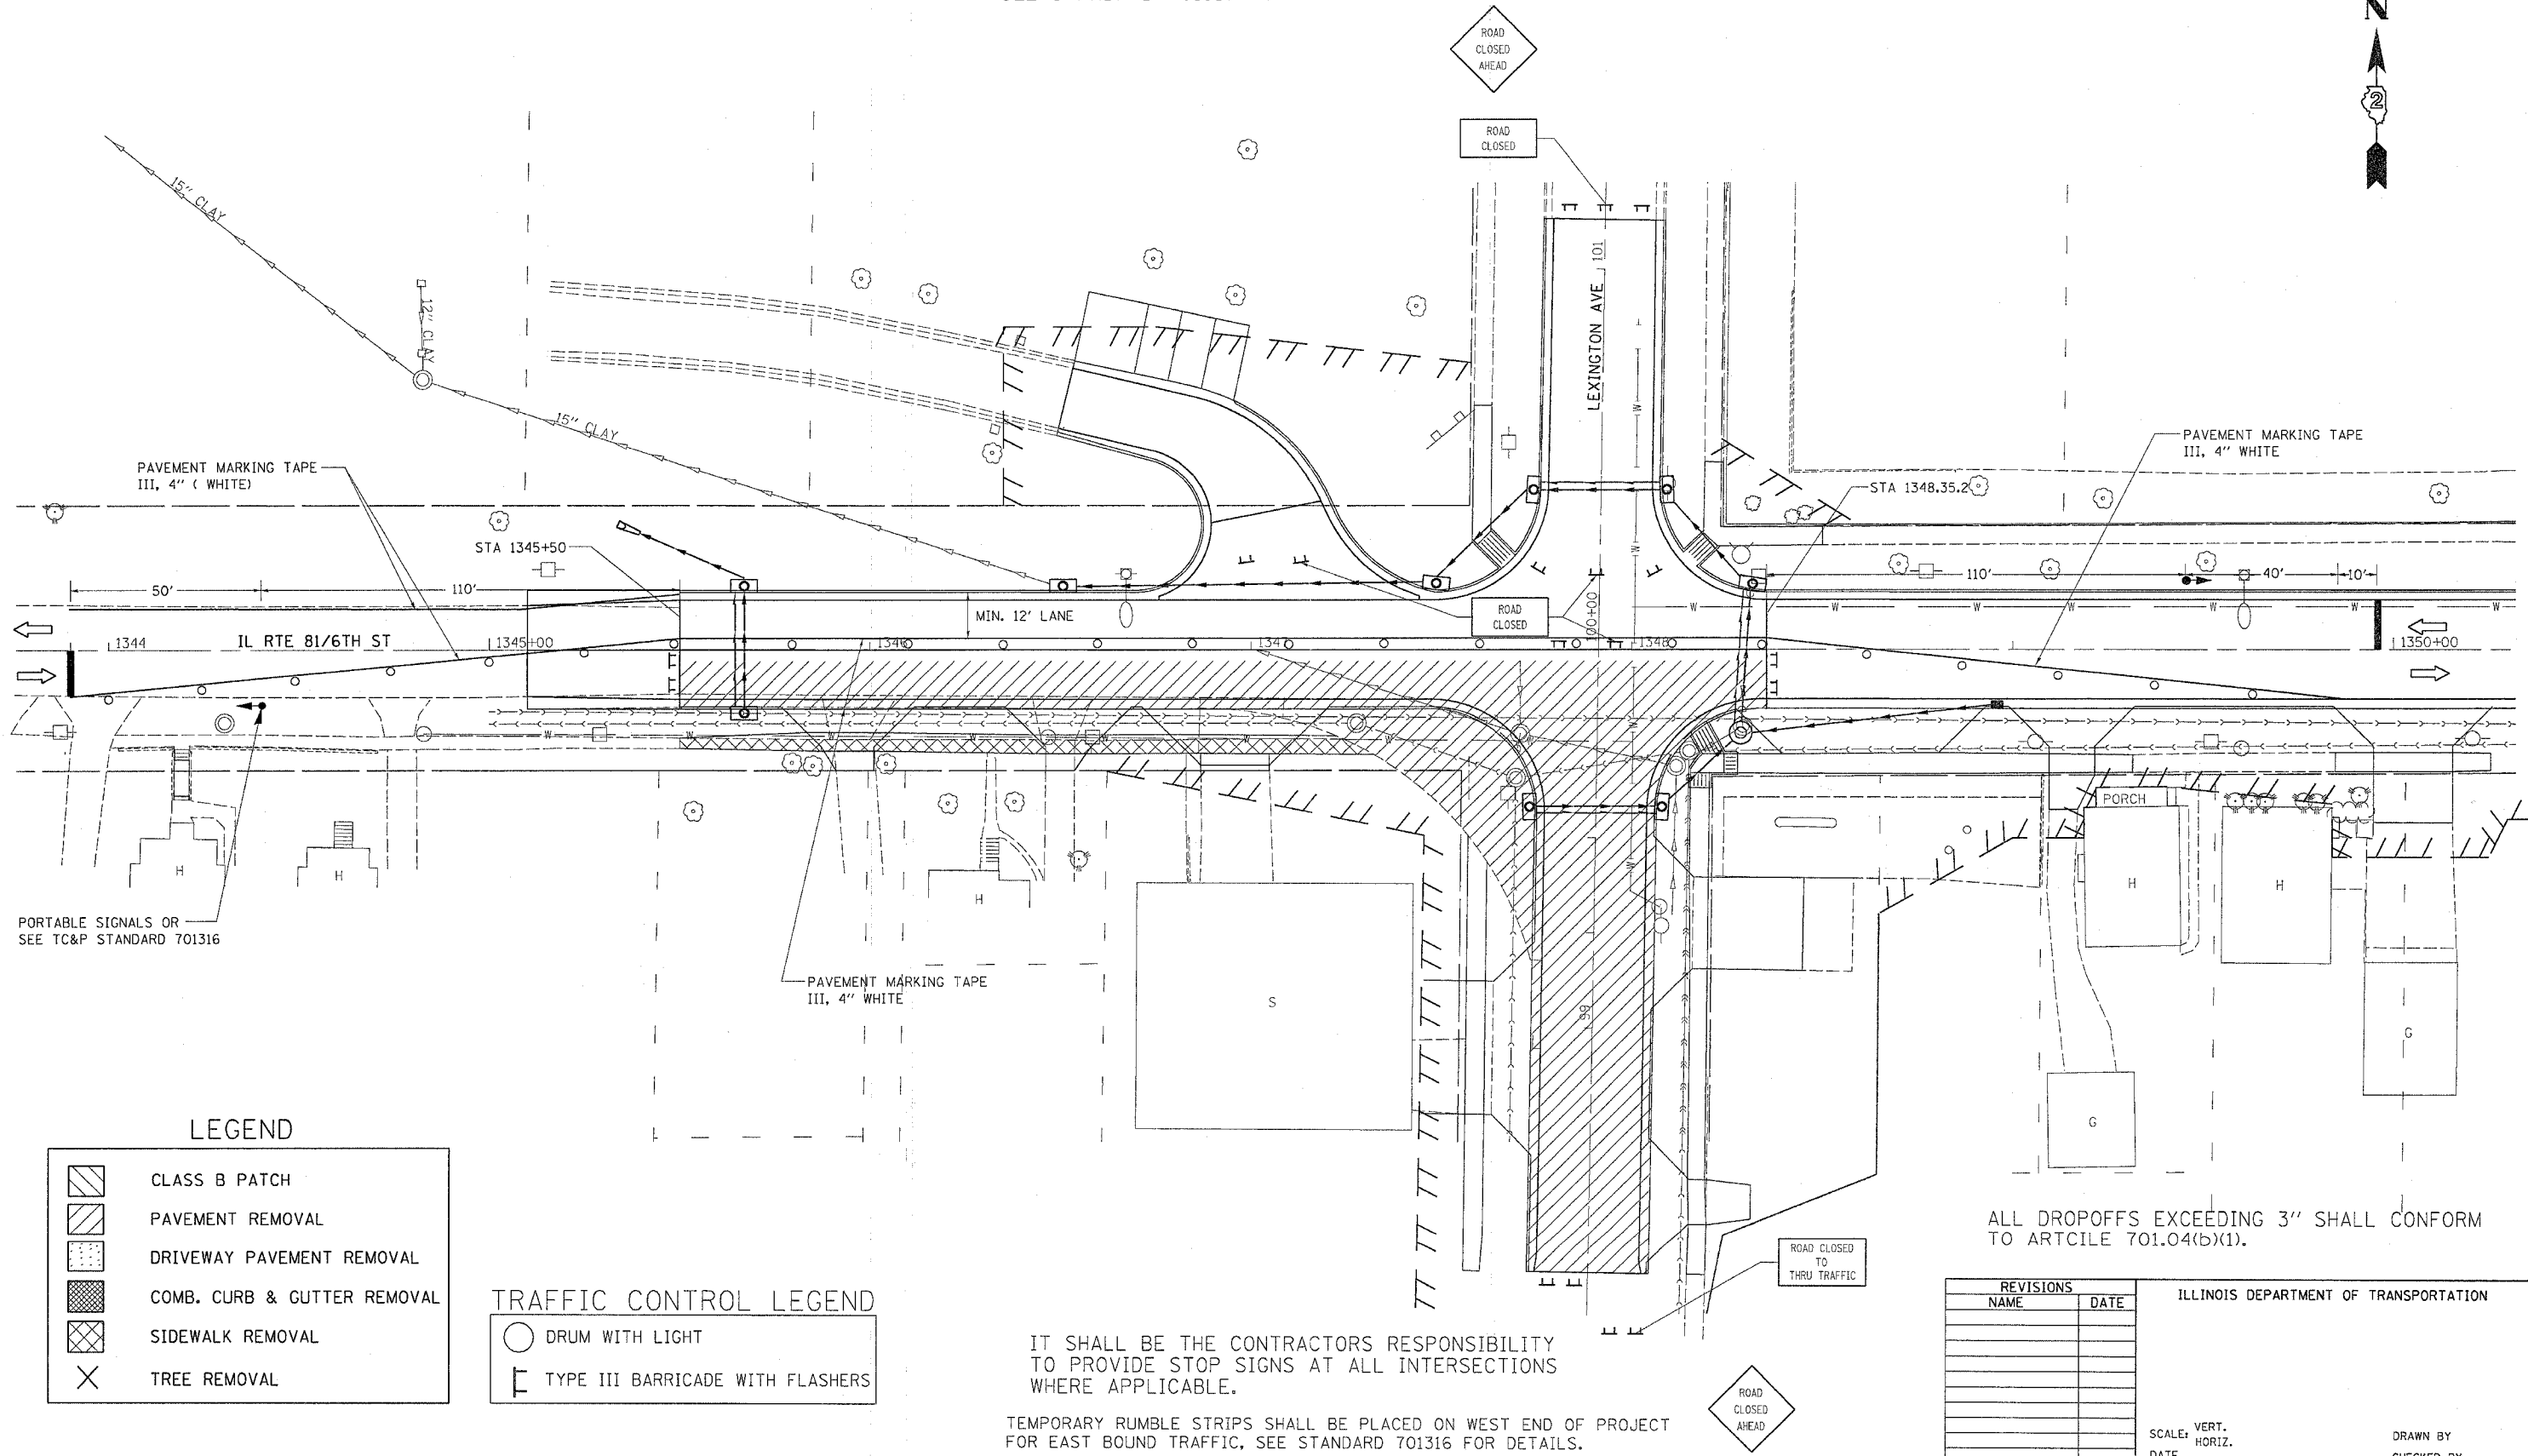 ROAD
CLOSED
AHEAD
N
2
ROAD
CLOSED
15" CLAY
12" CLAY
15" CLAY
LEXINGTON AVE
101
PAVEMENT MARKING TAPE
III, 4" ( WHITE)
PAVEMENT MARKING TAPE
III, 4" WHITE
STA 1345+50
STA 1348.35.2
50'
110'
110'
40'
10'
MIN. 12' LANE
ROAD
CLOSED
100+00
1344
IL RTE 81/6TH ST
1345+00
1346
1347
1348
1350+00
W W W W W W W
W W W W W W
PORCH
H
H
H
H
H
S
G
G
99
PORTABLE SIGNALS OR
SEE TC&P STANDARD 701316
PAVEMENT MARKING TAPE
III, 4" WHITE
LEGEND
CLASS B PATCH
PAVEMENT REMOVAL
DRIVEWAY PAVEMENT REMOVAL
COMB. CURB & GUTTER REMOVAL
SIDEWALK REMOVAL
TREE REMOVAL
TRAFFIC CONTROL LEGEND
DRUM WITH LIGHT
TYPE III BARRICADE WITH FLASHERS
ROAD CLOSED
TO
THRU TRAFFIC
ALL DROPOFFS EXCEEDING 3" SHALL CONFORM
TO ARTCILE 701.04(b)(1).
IT SHALL BE THE CONTRACTORS RESPONSIBILITY
TO PROVIDE STOP SIGNS AT ALL INTERSECTIONS
WHERE APPLICABLE.
TEMPORARY RUMBLE STRIPS SHALL BE PLACED ON WEST END OF PROJECT
FOR EAST BOUND TRAFFIC, SEE STANDARD 701316 FOR DETAILS.
ROAD
CLOSED
AHEAD
REVISIONS
NAME DATE
ILLINOIS DEPARTMENT OF TRANSPORTATION
SCALE: VERT.
HORIZ.
DATE
DRAWN BY
CHECKED BY